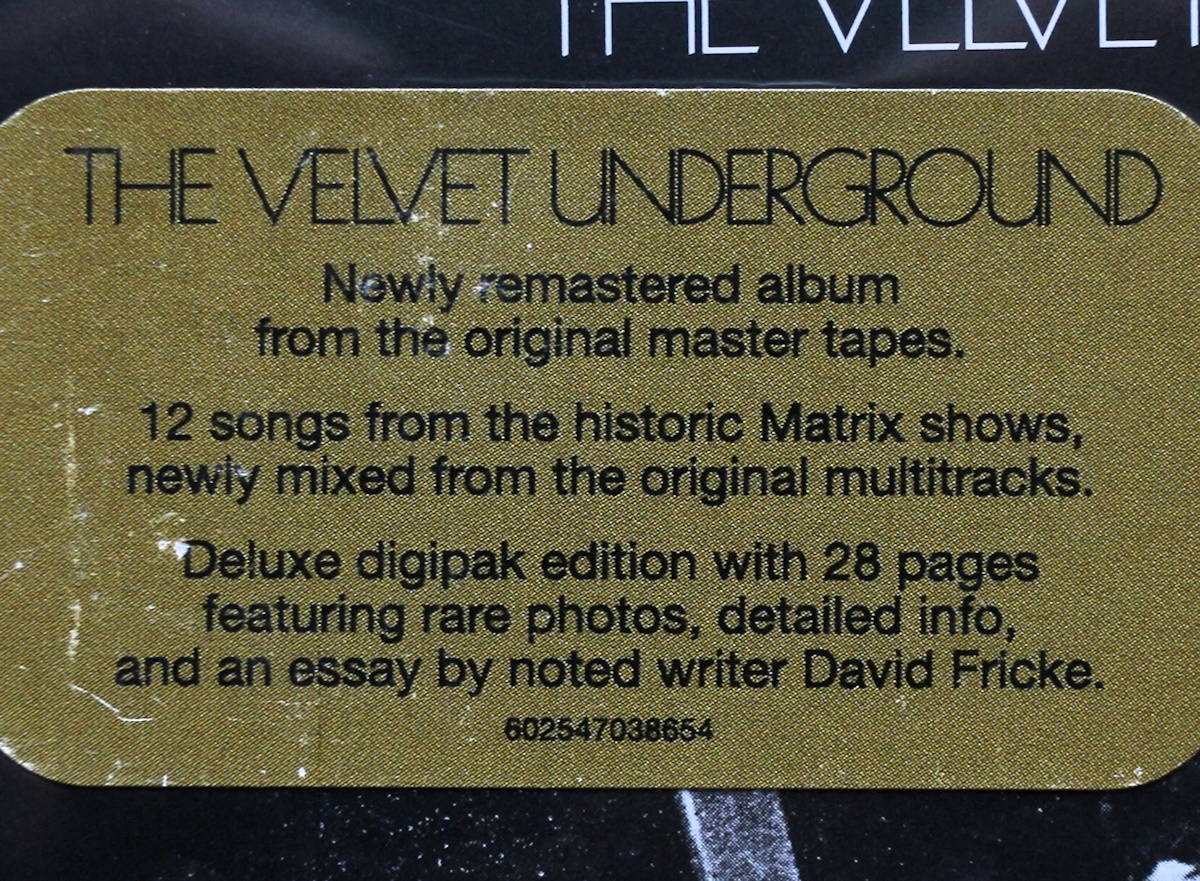 THE VELVET
THE VELVET UNDERGROUND
Newly remastered album
from the original master tapes.
12 songs from the historic Matrix shows,
newly mixed from the original multitracks.
Deluxe digipak edition with 28 pages
featuring rare photos, detailed info,
and an essay by noted writer David Fricke.
602547038654